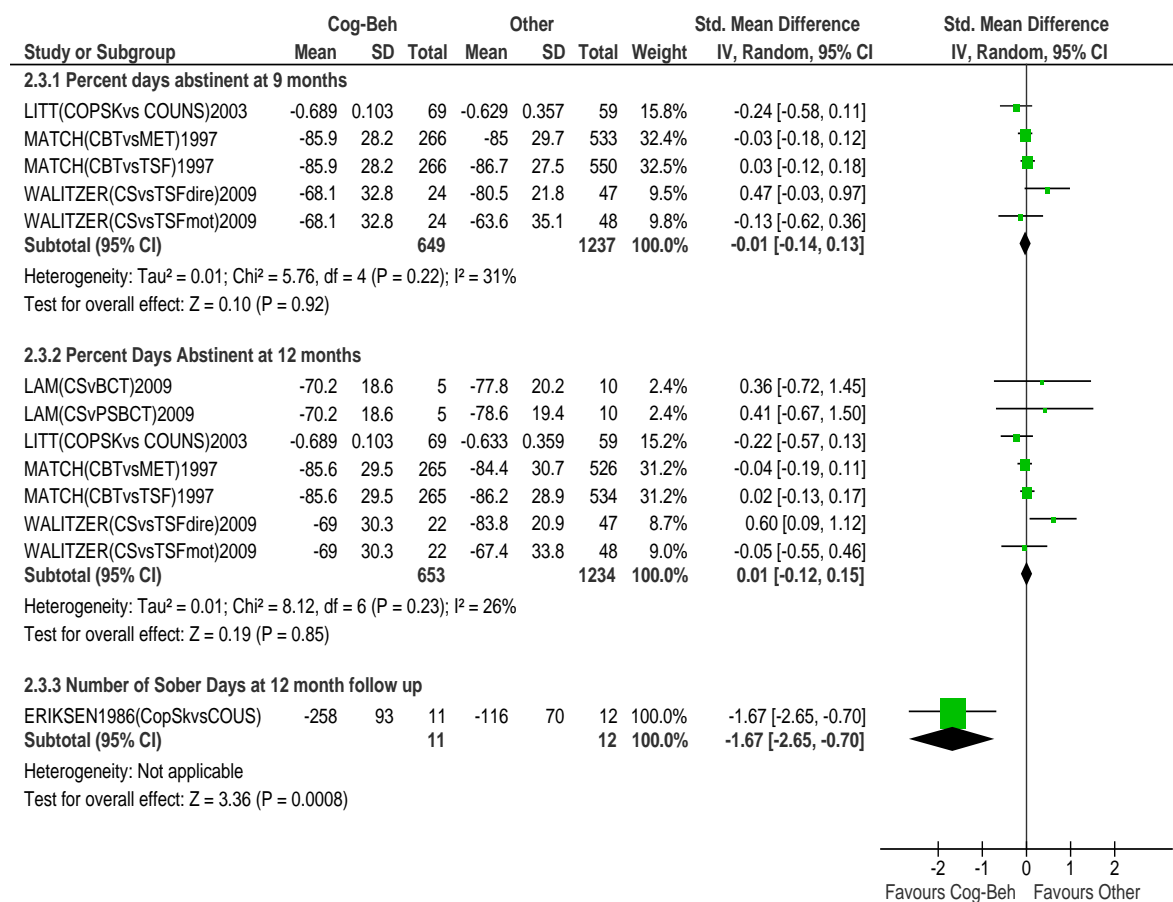 Cog-Beh Other Std. Mean Difference Std. Mean Difference
Study or Subgroup Mean SD Total Mean SD Total Weight IV, Random, 95% CI IV, Random, 95% CI
2.3.1 Percent days abstinent at 9 months
LITT(COPSKvs COUNS)2003 -0.689 0.103 69 -0.629 0.357 59 15.8% -0.24 [-0.58, 0.11]
MATCH(CBTvsMET)1997 -85.9 28.2 266 -85 29.7 533 32.4% -0.03 [-0.18, 0.12]
MATCH(CBTvsTSF)1997 -85.9 28.2 266 -86.7 27.5 550 32.5% 0.03 [-0.12, 0.18]
WALITZER(CSvsTSFdire)2009 -68.1 32.8 24 -80.5 21.8 47 9.5% 0.47 [-0.03, 0.97]
WALITZER(CSvsTSFmot)2009 -68.1 32.8 24 -63.6 35.1 48 9.8% -0.13 [-0.62, 0.36]
Subtotal (95% CI) 649 1237 100.0% -0.01 [-0.14, 0.13]
Heterogeneity: Tau² = 0.01; Chi² = 5.76, df = 4 (P = 0.22); I² = 31%
Test for overall effect: Z = 0.10 (P = 0.92)
2.3.2 Percent Days Abstinent at 12 months
LAM(CSvBCT)2009 -70.2 18.6 5 -77.8 20.2 10 2.4% 0.36 [-0.72, 1.45]
LAM(CSvPSBCT)2009 -70.2 18.6 5 -78.6 19.4 10 2.4% 0.41 [-0.67, 1.50]
LITT(COPSKvs COUNS)2003 -0.689 0.103 69 -0.633 0.359 59 15.2% -0.22 [-0.57, 0.13]
MATCH(CBTvsMET)1997 -85.6 29.5 265 -84.4 30.7 526 31.2% -0.04 [-0.19, 0.11]
MATCH(CBTvsTSF)1997 -85.6 29.5 265 -86.2 28.9 534 31.2% 0.02 [-0.13, 0.17]
WALITZER(CSvsTSFdire)2009 -69 30.3 22 -83.8 20.9 47 8.7% 0.60 [0.09, 1.12]
WALITZER(CSvsTSFmot)2009 -69 30.3 22 -67.4 33.8 48 9.0% -0.05 [-0.55, 0.46]
Subtotal (95% CI) 653 1234 100.0% 0.01 [-0.12, 0.15]
Heterogeneity: Tau² = 0.01; Chi² = 8.12, df = 6 (P = 0.23); I² = 26%
Test for overall effect: Z = 0.19 (P = 0.85)
2.3.3 Number of Sober Days at 12 month follow up
ERIKSEN1986(CopSkvsCOUS) -258 93 11 -116 70 12 100.0% -1.67 [-2.65, -0.70]
Subtotal (95% CI) 11 12 100.0% -1.67 [-2.65, -0.70]
Heterogeneity: Not applicable
Test for overall effect: Z = 3.36 (P = 0.0008)
-2 -1 0 1 2
Favours Cog-Beh Favours Other